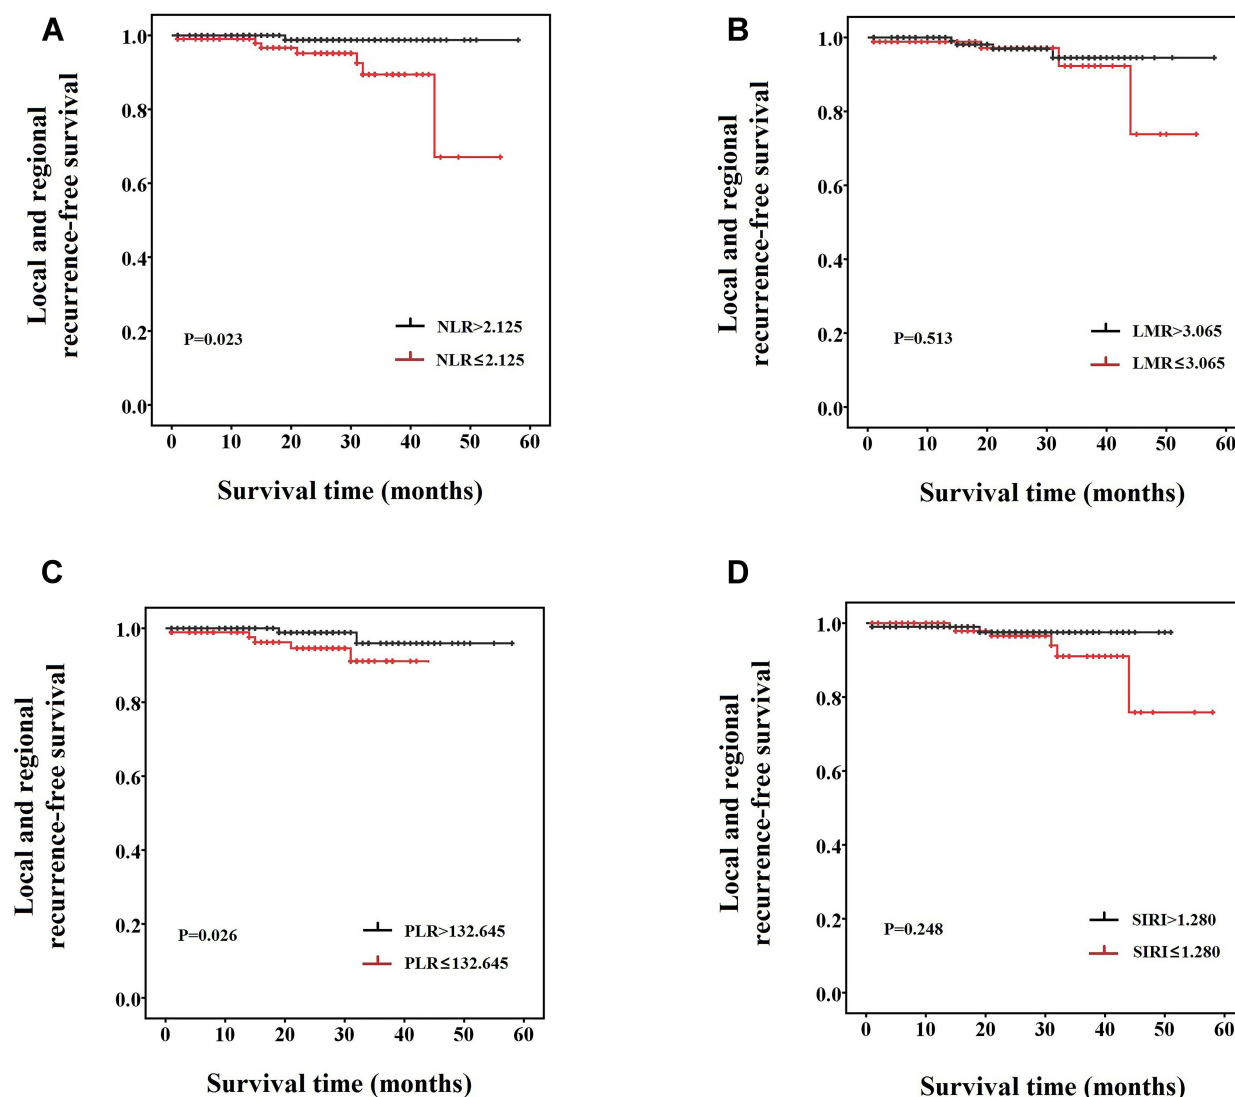 A
Local and regional
recurrence-free survival
1.0
0.8
0.6
0.4
0.2
0.0
P=0.023
NLR>2.125
NLR≤2.125
0 10 20 30 40 50 60
Survival time (months)
B
Local and regional
recurrence-free survival
1.0
0.8
0.6
0.4
0.2
0.0
P=0.513
LMR>3.065
LMR≤3.065
0 10 20 30 40 50 60
Survival time (months)
C
Local and regional
recurrence-free survival
1.0
0.8
0.6
0.4
0.2
0.0
P=0.026
PLR>132.645
PLR≤132.645
0 10 20 30 40 50 60
Survival time (months)
D
Local and regional
recurrence-free survival
1.0
0.8
0.6
0.4
0.2
0.0
P=0.248
SIRI>1.280
SIRI≤1.280
0 10 20 30 40 50 60
Survival time (months)